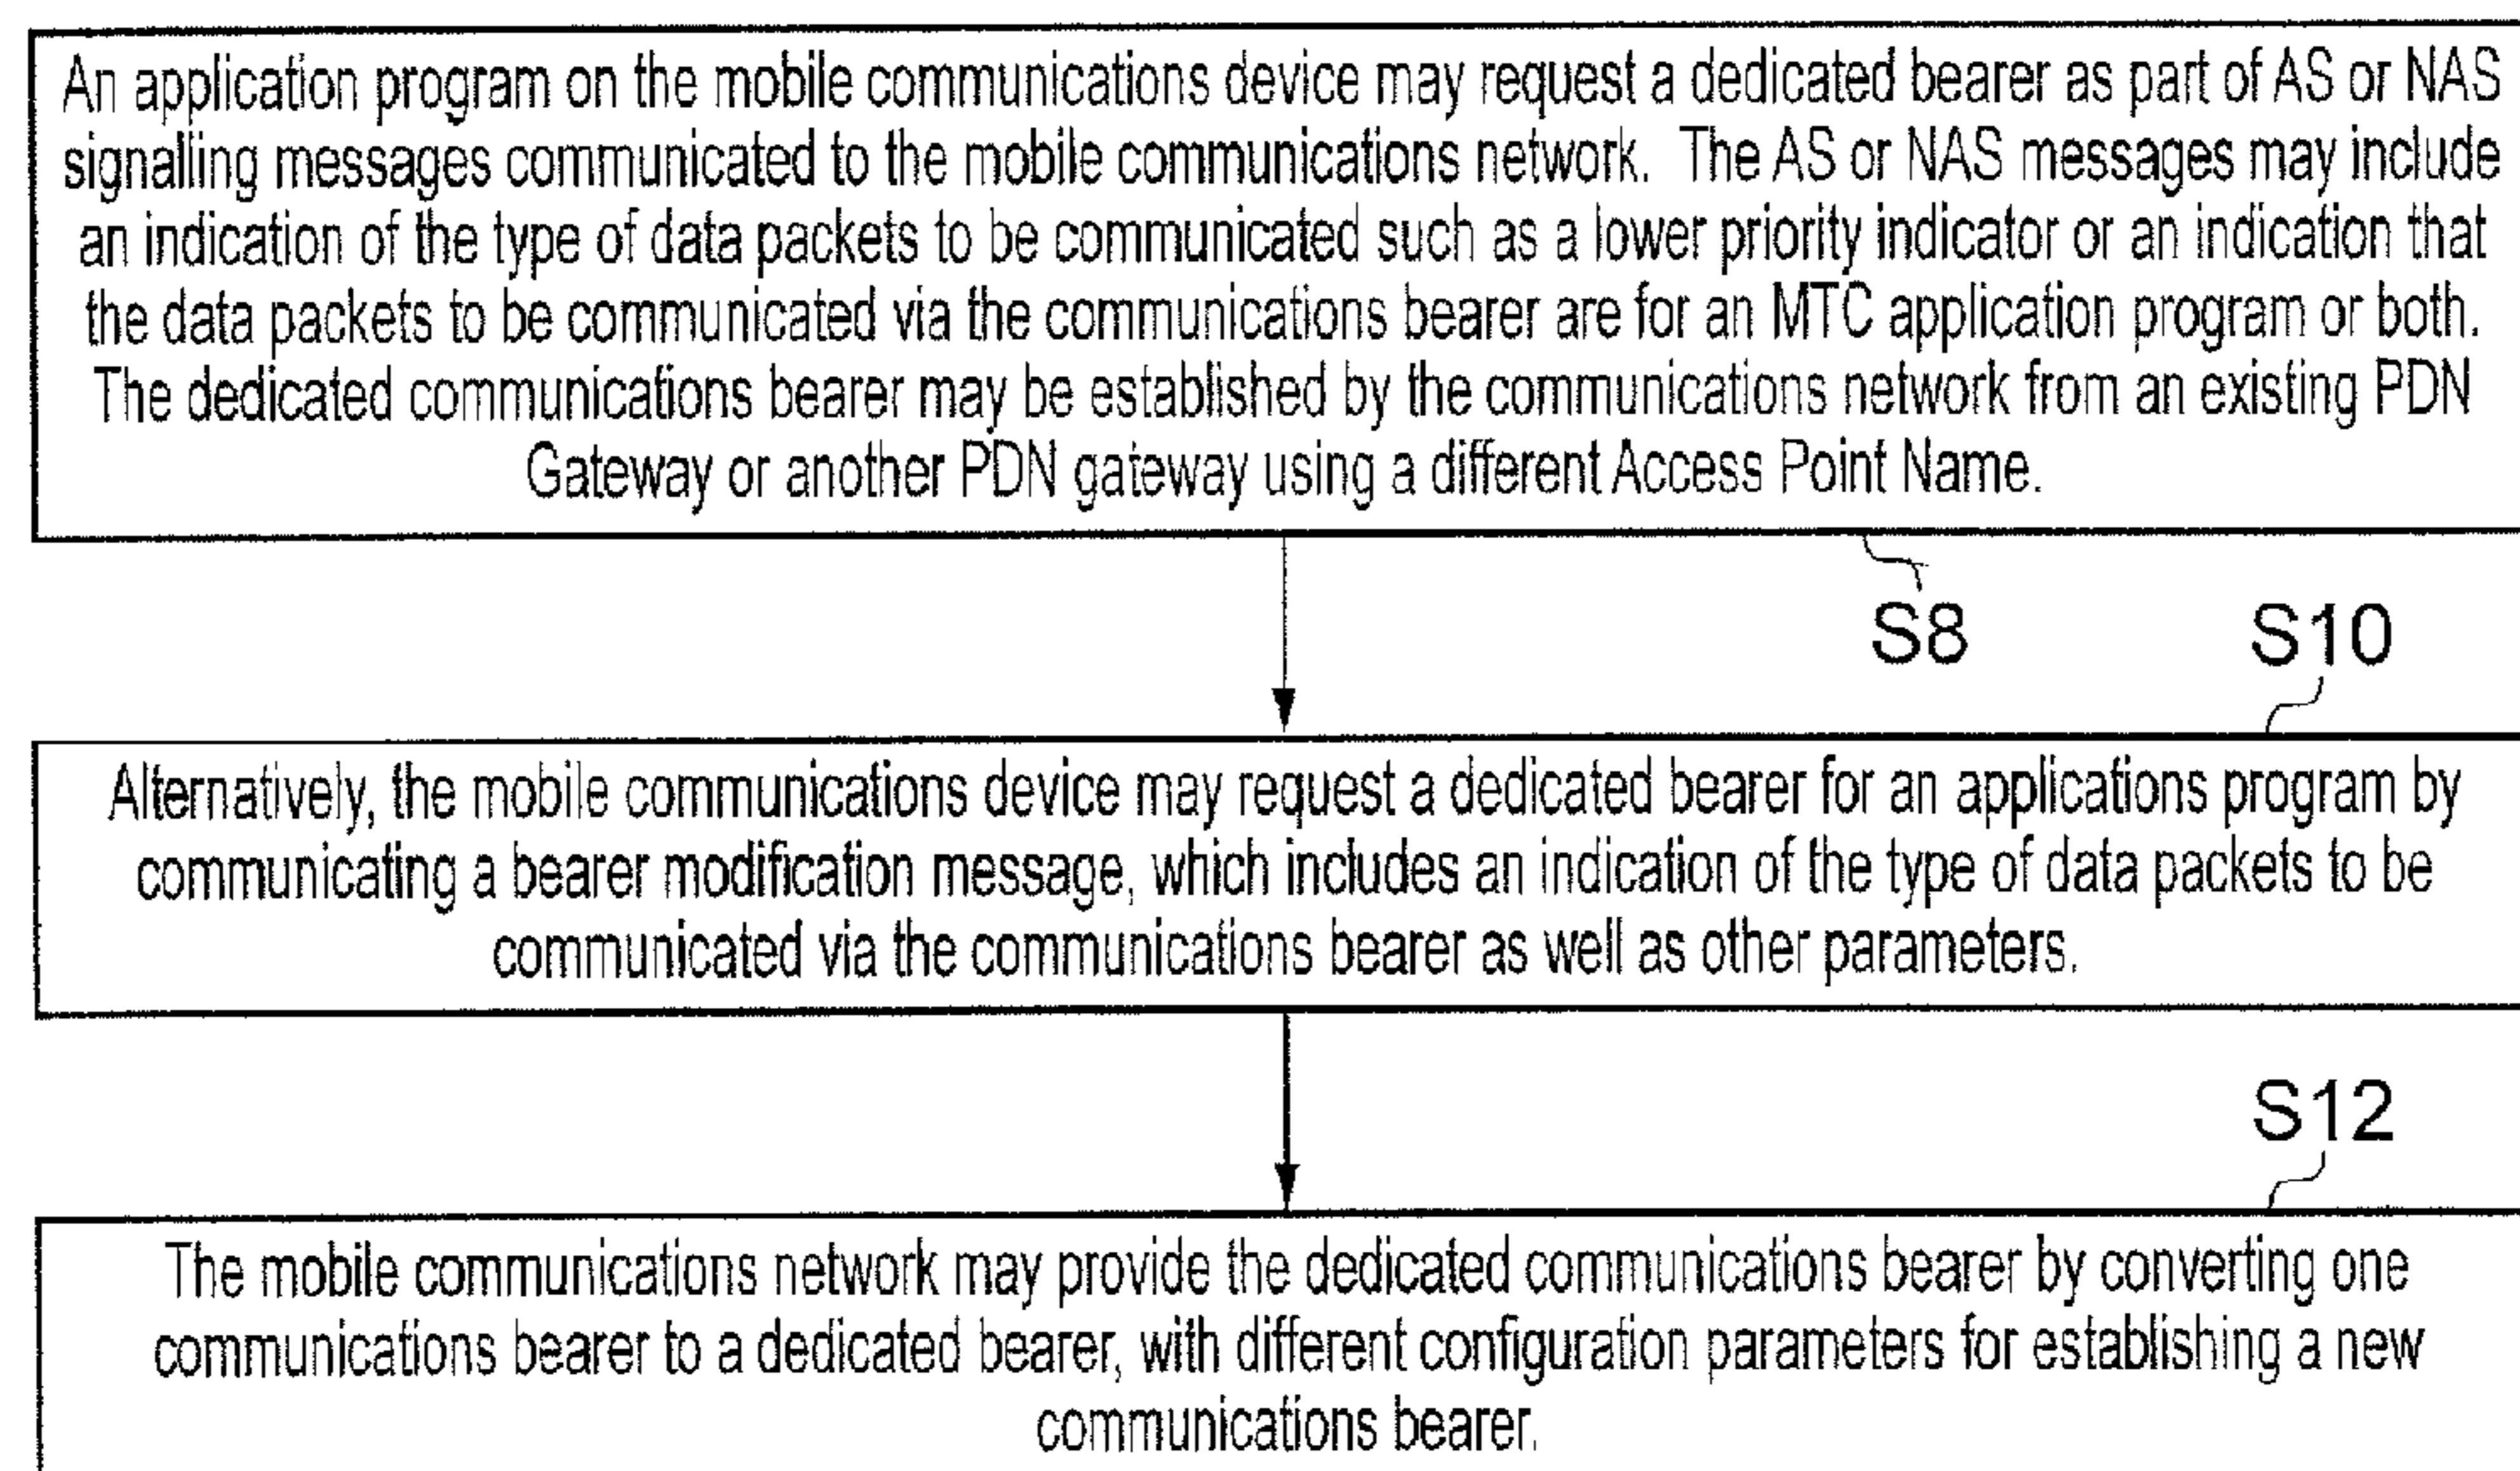 An application program on the mobile communications device may request a dedicated bearer as part of AS or NAS
signalling messages communicated to the mobile communications network. The AS or NAS messages may include
an indication of the type of data packets to be communicated such as a lower priority indicator or an indication that
the data packets to be communicated via the communications bearer are for an MTC application program or both.
The dedicated communications bearer may be established by the communications network from an existing PDN
Gateway or another PDN gateway using a different Access Point Name.
S8
S10
Alternatively, the mobile communications device may request a dedicated bearer for an applications program by
communicating a bearer modification message, which includes an indication of the type of data packets to be
communicated via the communications bearer as well as other parameters.
S12
The mobile communications network may provide the dedicated communications bearer by converting one
communications bearer to a dedicated bearer, with different configuration parameters for establishing a new
communications bearer.